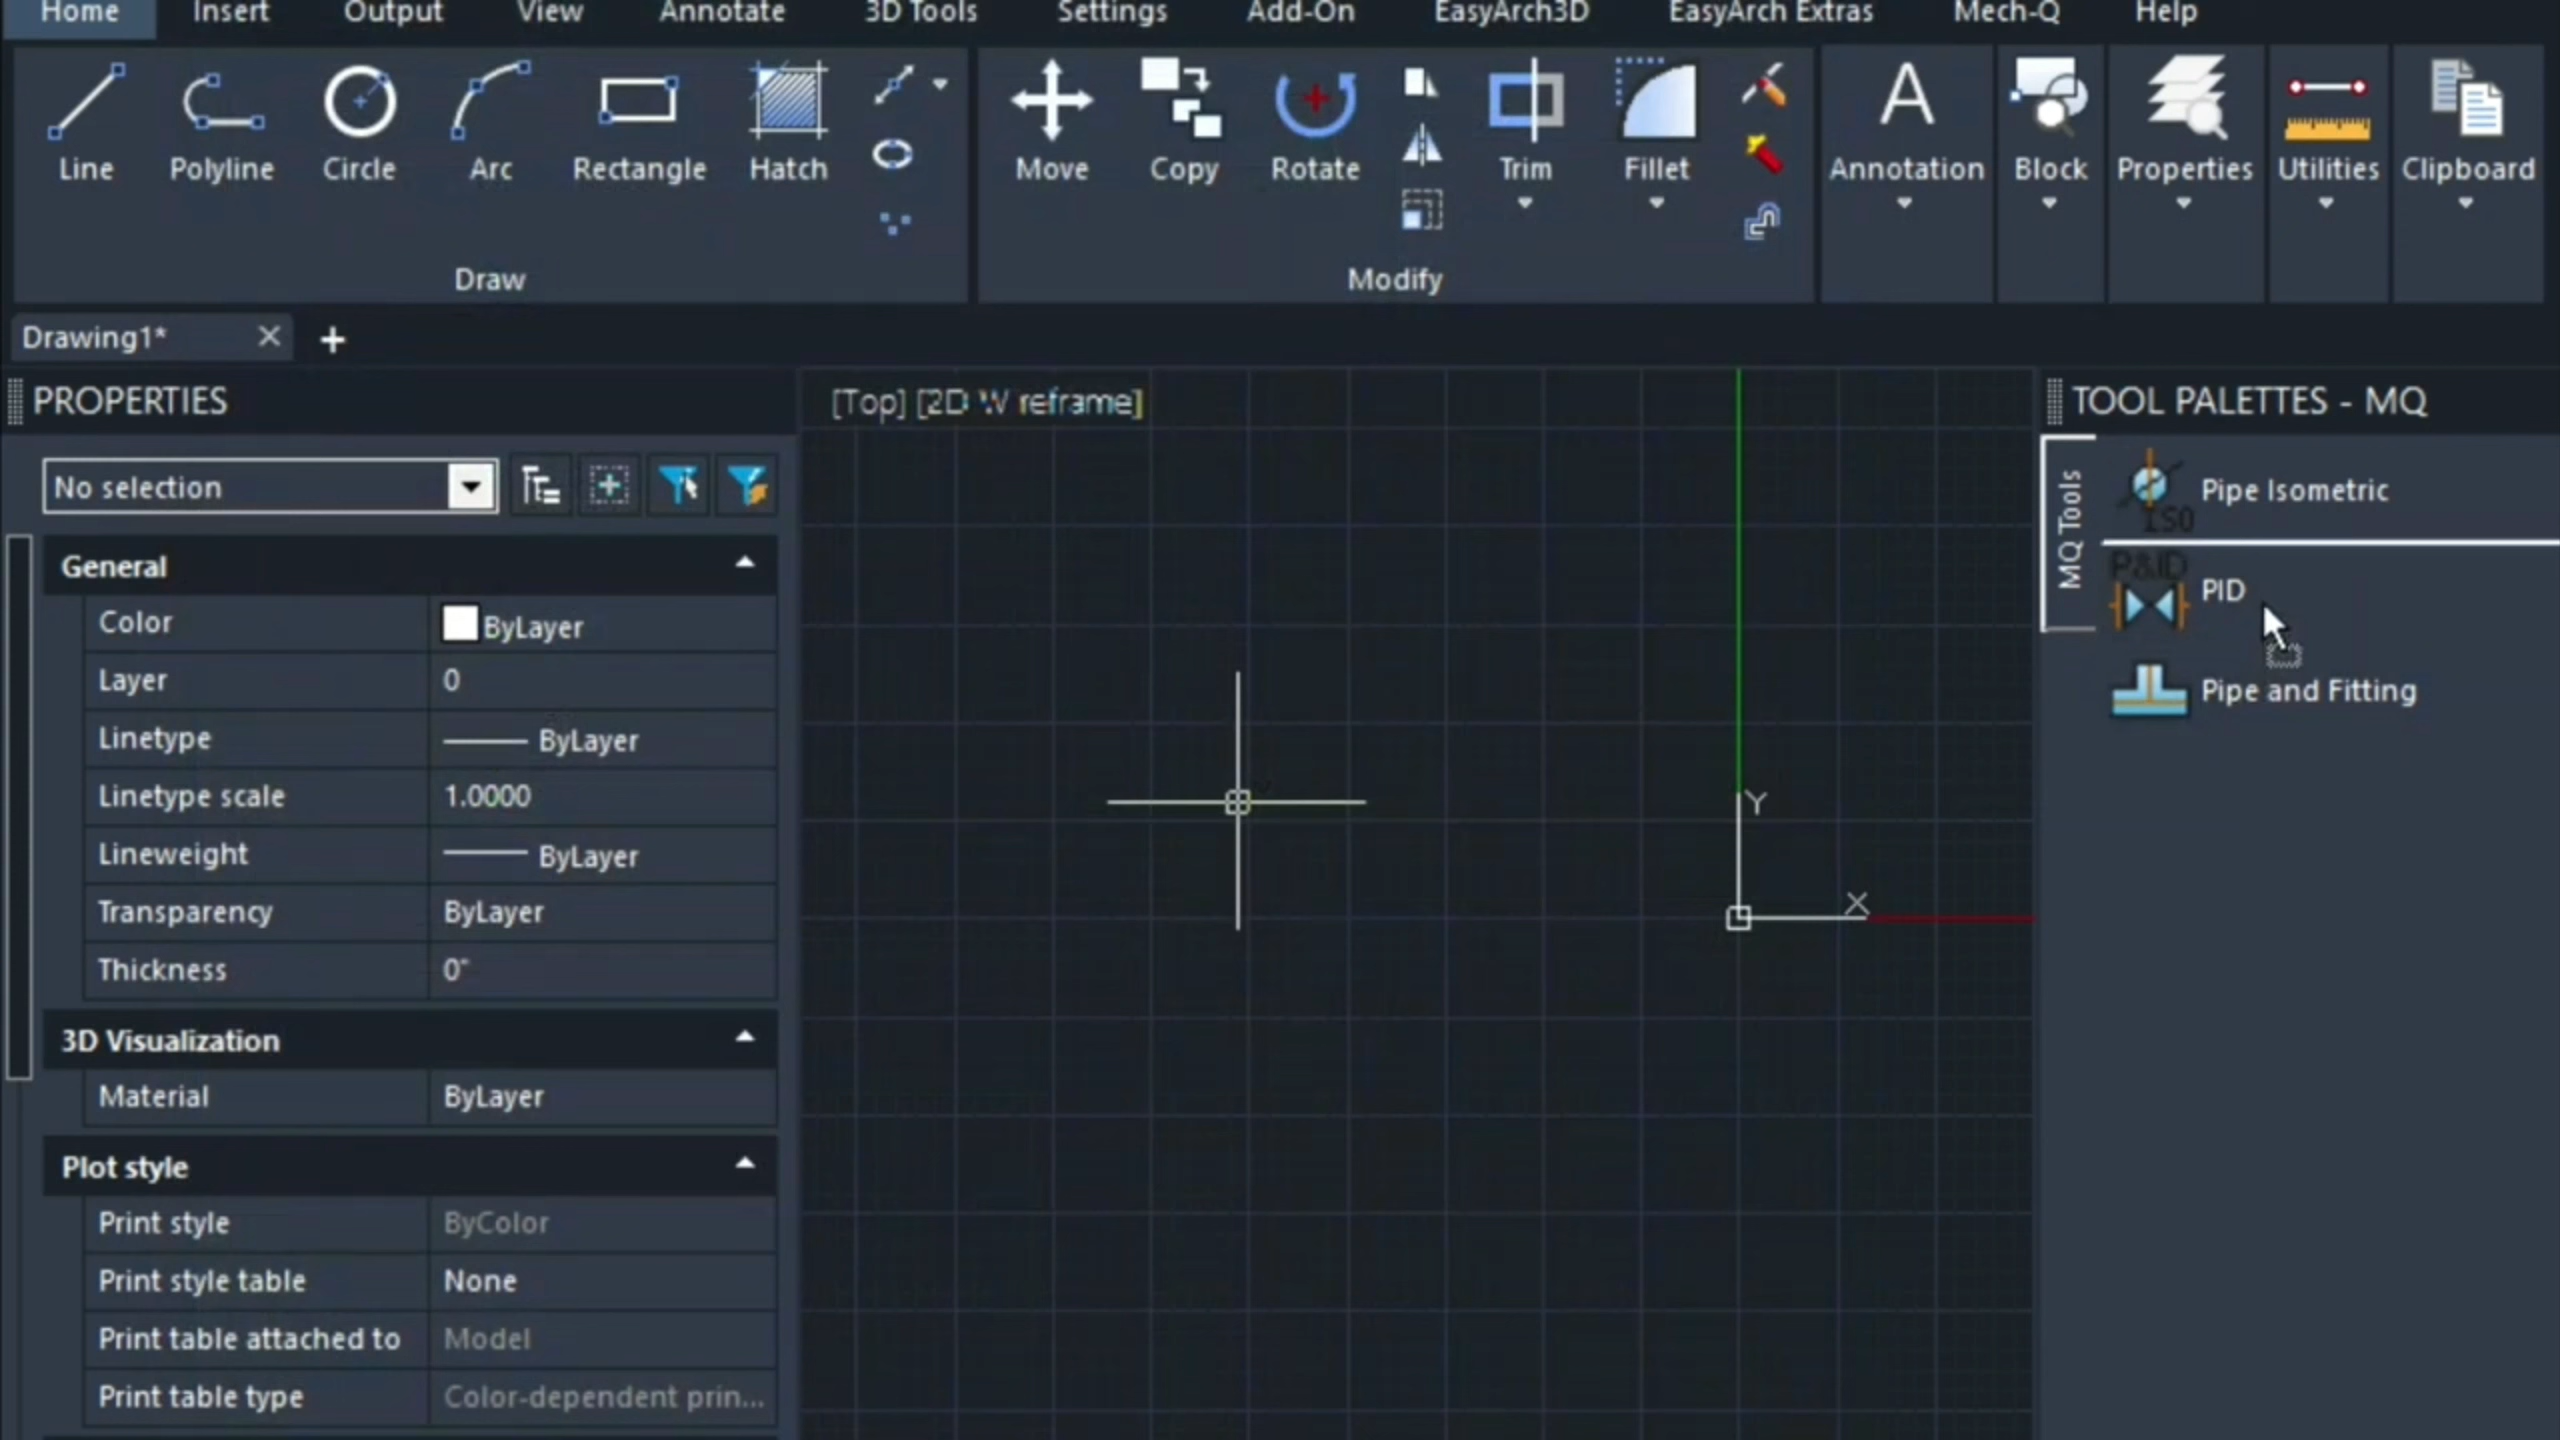 Home Insert Output View Annotate 3D Tools Settings Add-On EasyArch3D EasyArch Extras Mech-Q Help
Line Polyline Circle Arc Rectangle Hatch Move Copy Rotate Trim Fillet Annotation Block Properties Utilities Clipboard
Draw Modify
Drawing1*
PROPERTIES
No selection
General
Color ByLayer
Layer 0
Linetype ByLayer
Linetype scale 1.0000
Lineweight ByLayer
Transparency ByLayer
Thickness 0"
3D Visualization
Material ByLayer
Plot style
Print style ByColor
Print style table None
Print table attached to Model
Print table type Color-dependent prin...
[Top] [2D W reframe]
Y
X
TOOL PALETTES - MQ
MQ Tools
Pipe Isometric
ISO
P&ID
PID
Pipe and Fitting